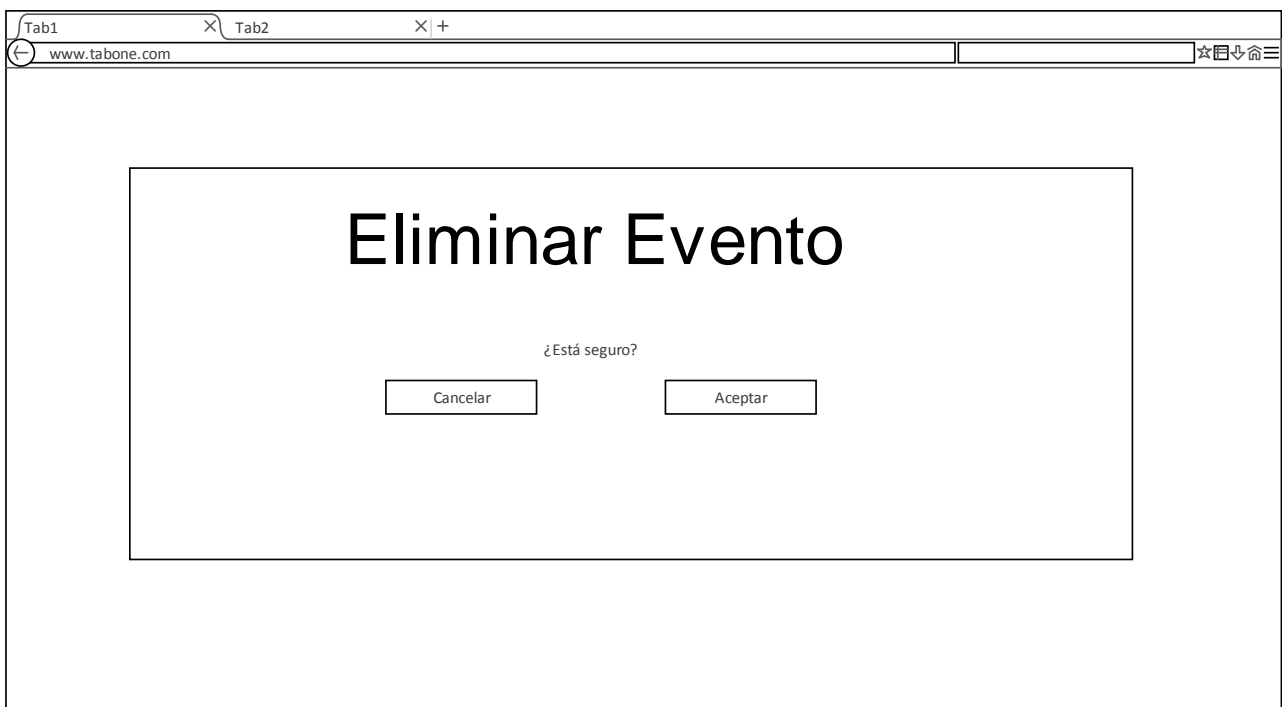 Tab1 Tab2
www.tabone.com
Eliminar Evento
¿Está seguro?
Cancelar Aceptar